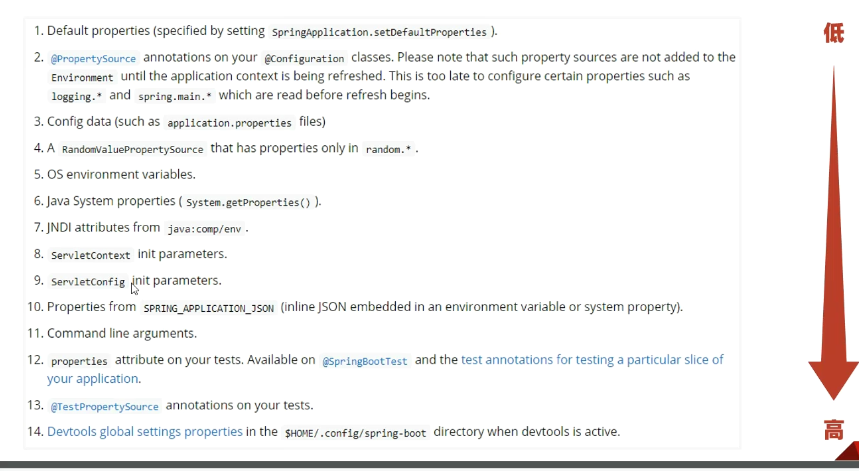 1. Default properties (specified by setting SpringApplication.setDefaultProperties ).
2. @PropertySource annotations on your @Configuration classes. Please note that such property sources are not added to the
Environment until the application context is being refreshed. This is too late to configure certain properties such as
logging.* and spring.main.* which are read before refresh begins.
3. Config data (such as application.properties files)
4. A RandomValuePropertySource that has properties only in random.* .
5. OS environment variables.
6. Java System properties ( System.getProperties() ).
7. JNDI attributes from java:comp/env .
8. ServletContext init parameters.
9. ServletConfig init parameters.
10. Properties from SPRING_APPLICATION_JSON (inline JSON embedded in an environment variable or system property).
11. Command line arguments.
12. properties attribute on your tests. Available on @SpringBootTest and the test annotations for testing a particular slice of
your application.
13. @TestPropertySource annotations on your tests.
14. Devtools global settings properties in the $HOME/.config/spring-boot directory when devtools is active.
低
高